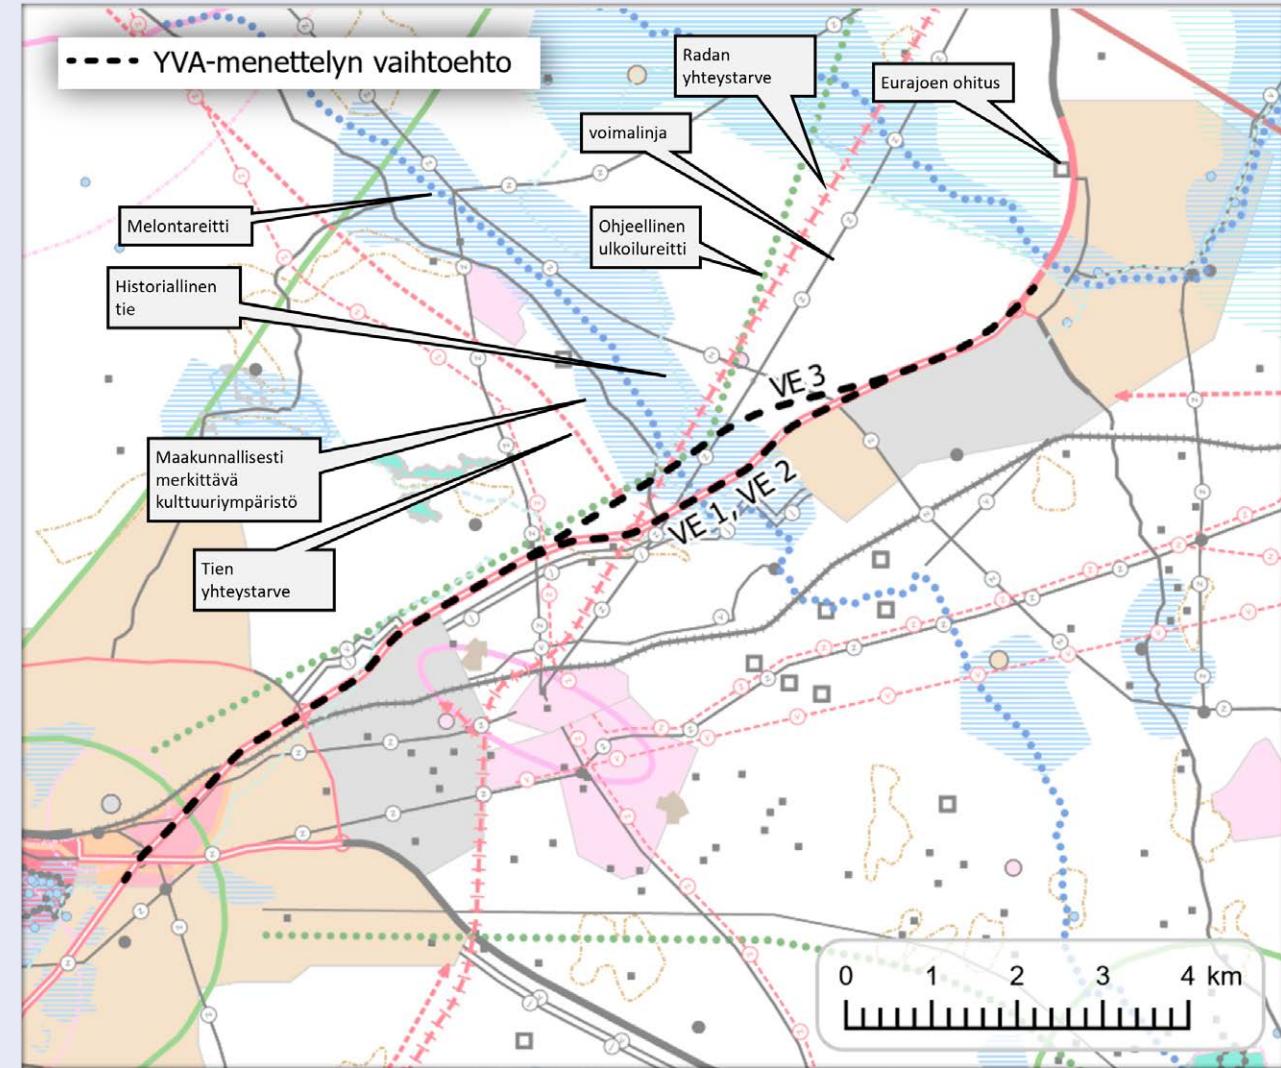 YVA-menettelyn vaihtoehto
Radan
yhteystarve
Eurajoen ohitus
voimalinja
Melontareitti
Ohjeellinen
ulkoilureitti
Historiallinen
tie
VE 3
Maakunnallisesti
merkittävä
kulttuuriympäristö
VE 1, VE 2
Tien
yhteystarve
0 1 2 3 4 km